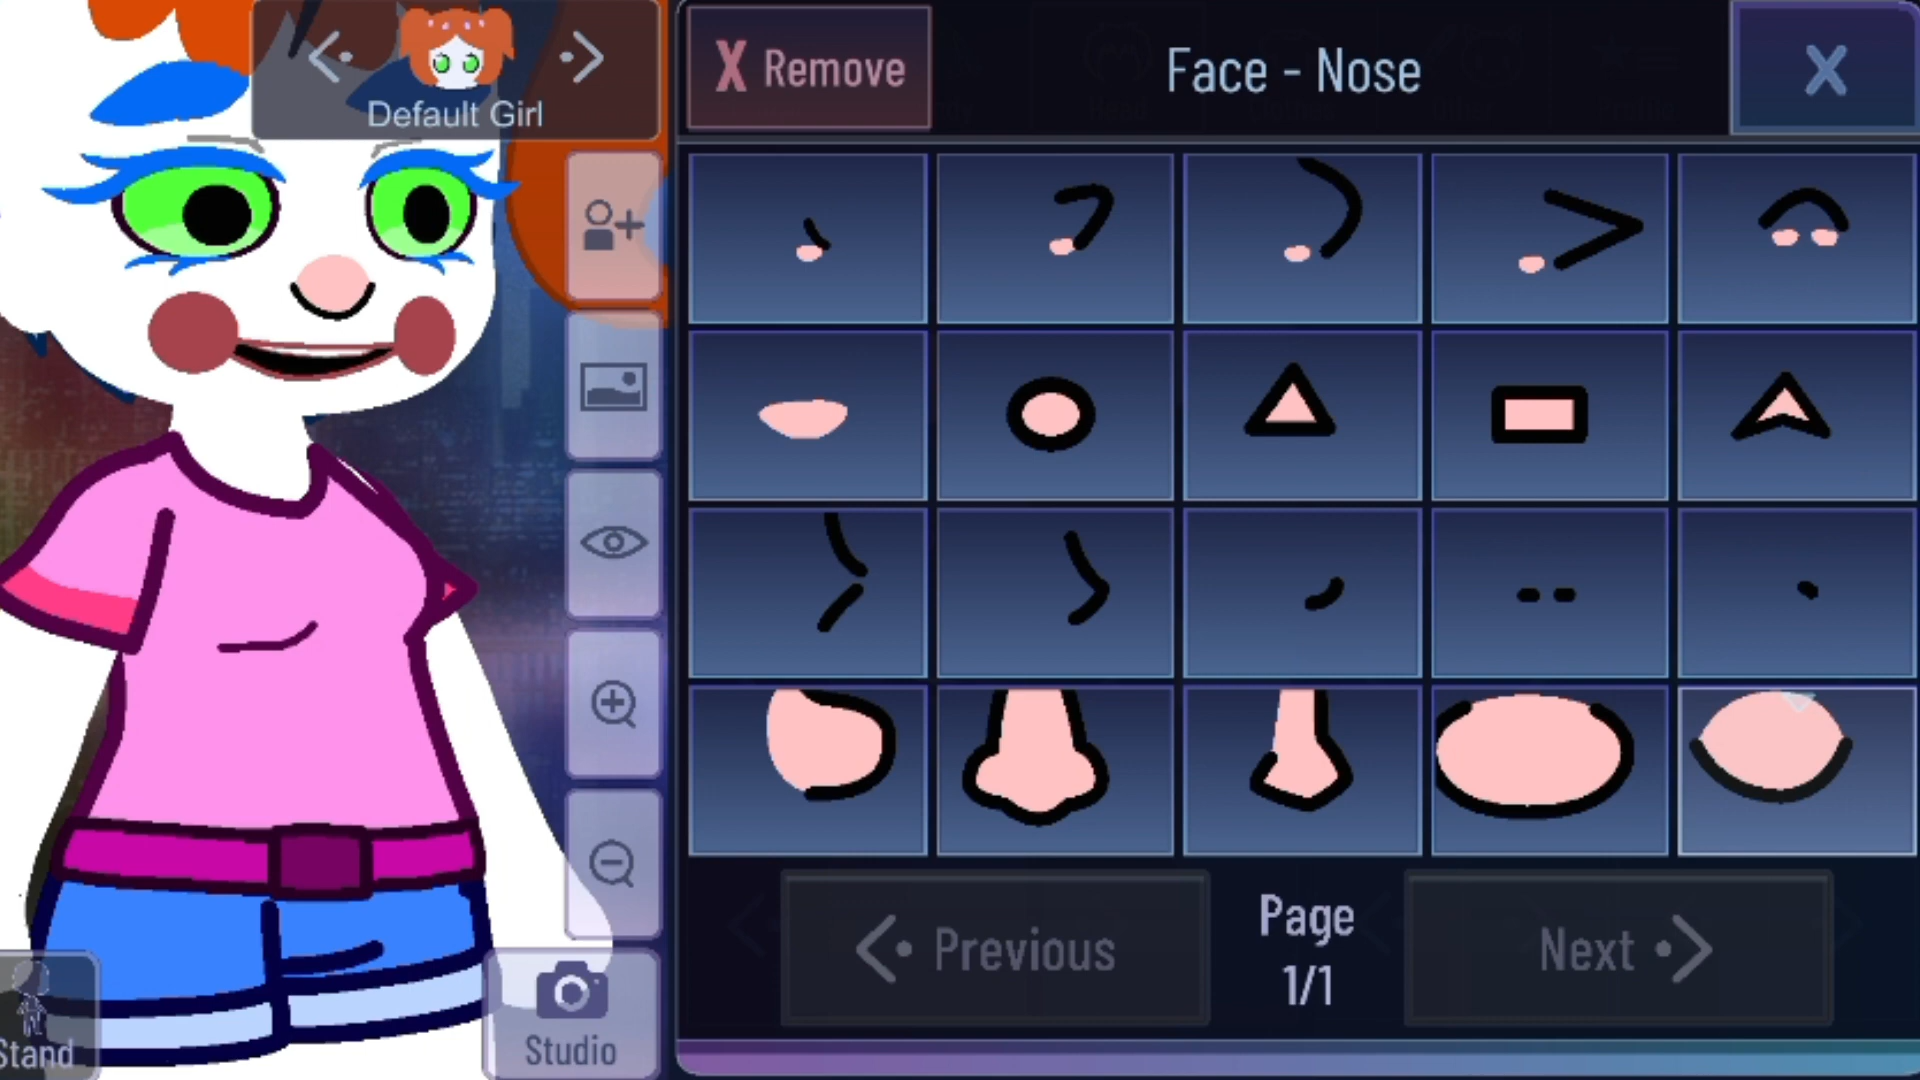 X Remove
Face - Nose
X
Default Girl
Previous
Page
1/1
Next
Stand
Studio